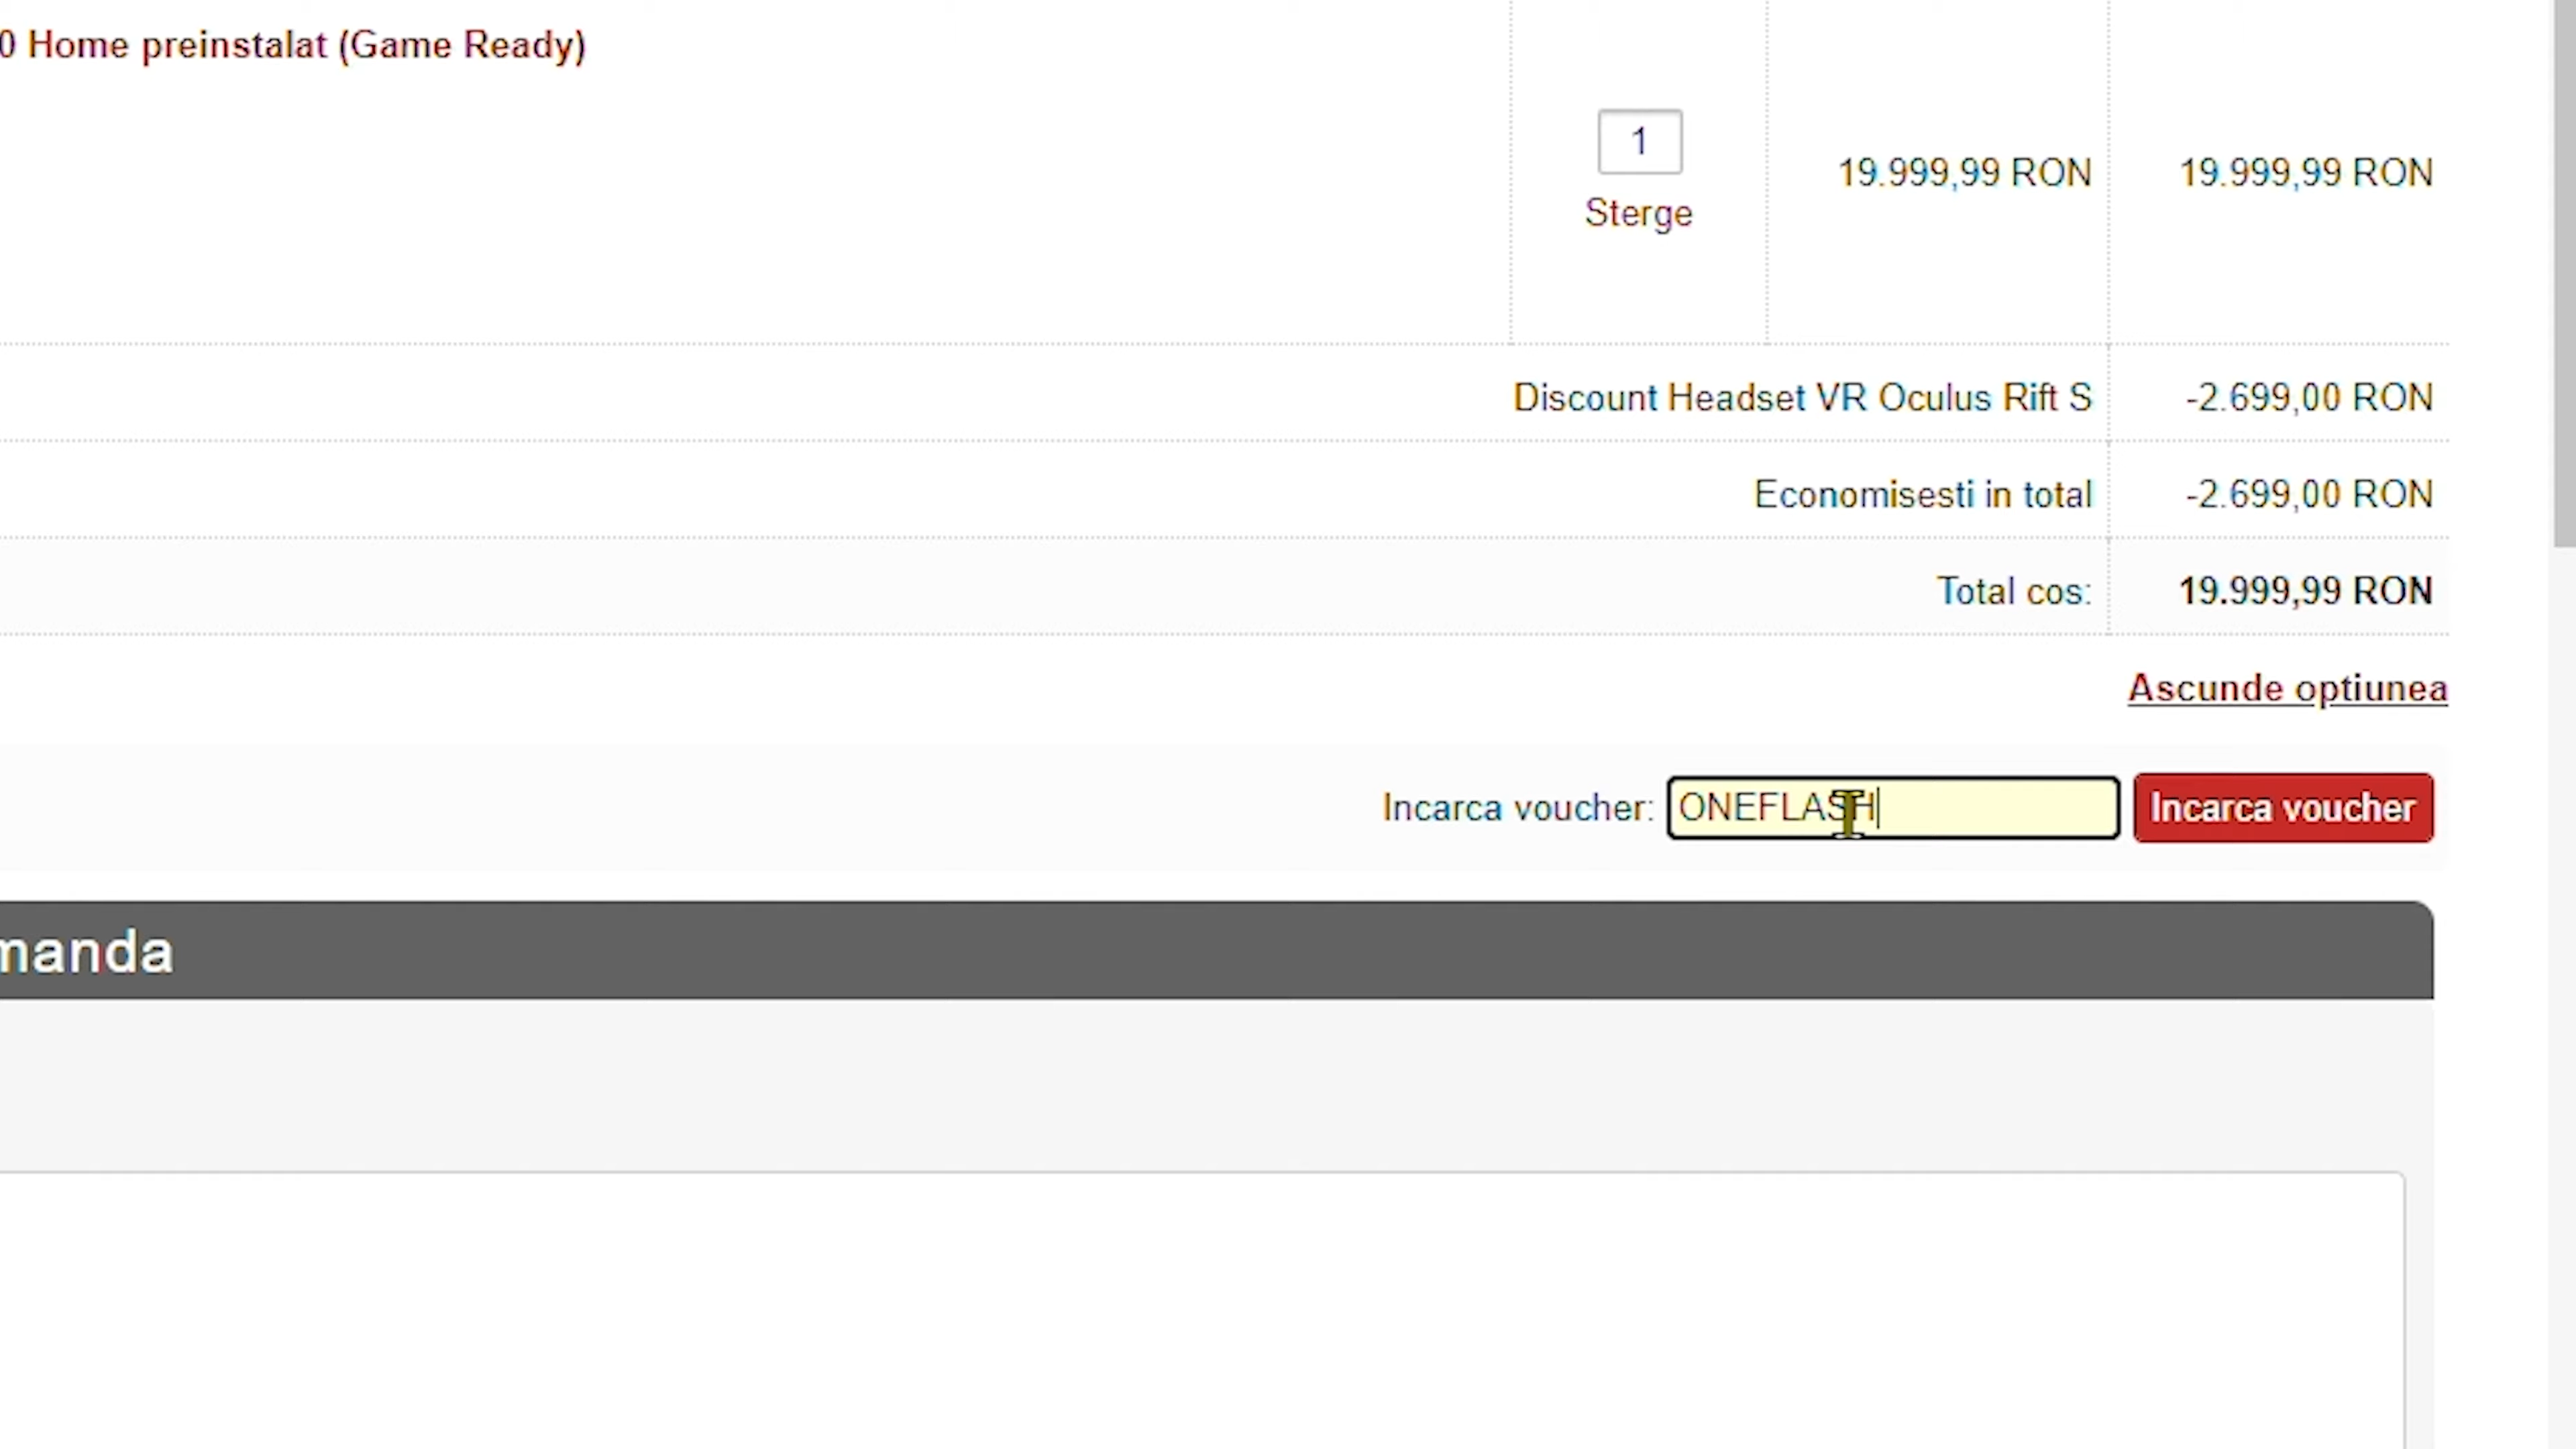 0 Home preinstalat (Game Ready)
1
19.999,99 RON
19.999,99 RON
Sterge
Discount Headset VR Oculus Rift S
-2.699,00 RON
Economisesti in total
-2.699,00 RON
Total cos:
19.999,99 RON
Ascunde optiunea
Incarca voucher:
ONEFLASH
Incarca voucher
manda